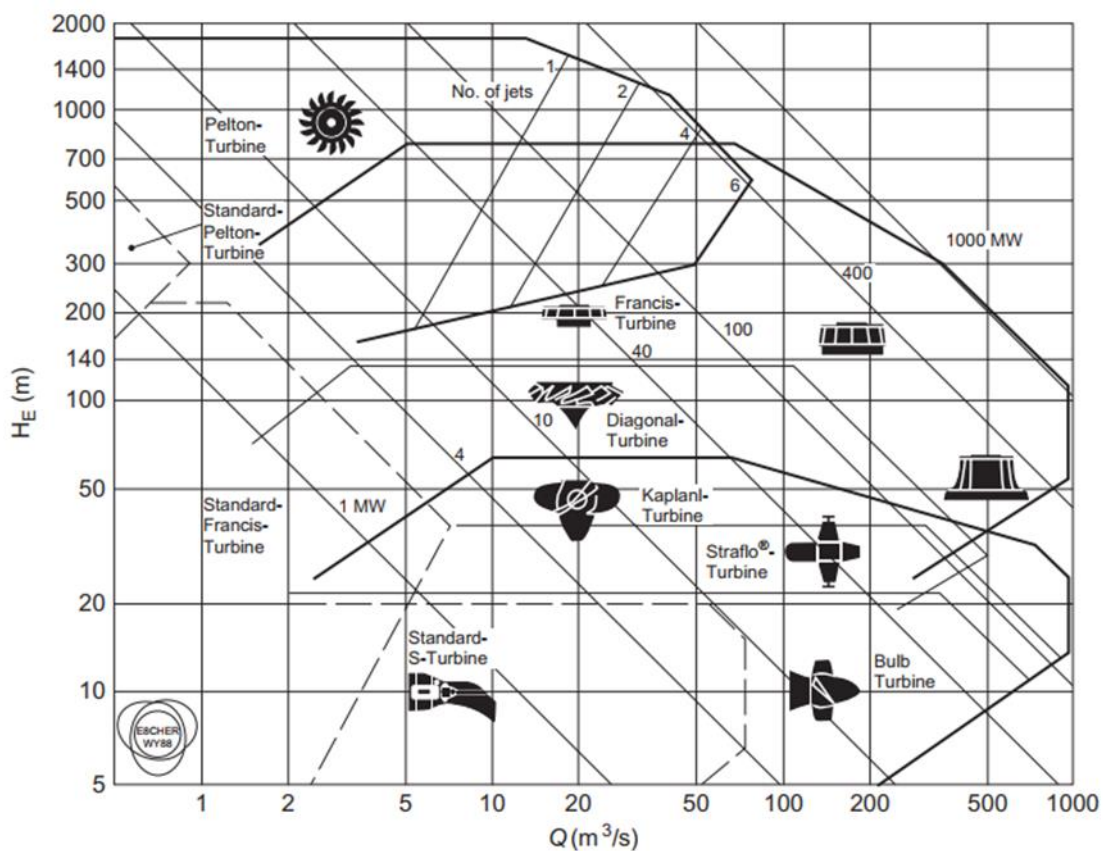 2000
1400
1000
700
500
300
200
140
100
50
20
10
5
H_E (m)
No. of jets
1
2
4
6
Pelton-
Turbine
Standard-
Pelton-
Turbine
1000 MW
400
Francis-
Turbine
100
40
Diagonal-
Turbine
10
4
Kaplanl-
Turbine
Standard-
Francis-
Turbine
1 MW
Straflo®-
Turbine
Standard-
S-Turbine
Bulb
Turbine
E8CHER
WY88
1
2
5
10
20
50
100
200
500
1000
Q (m³/s)